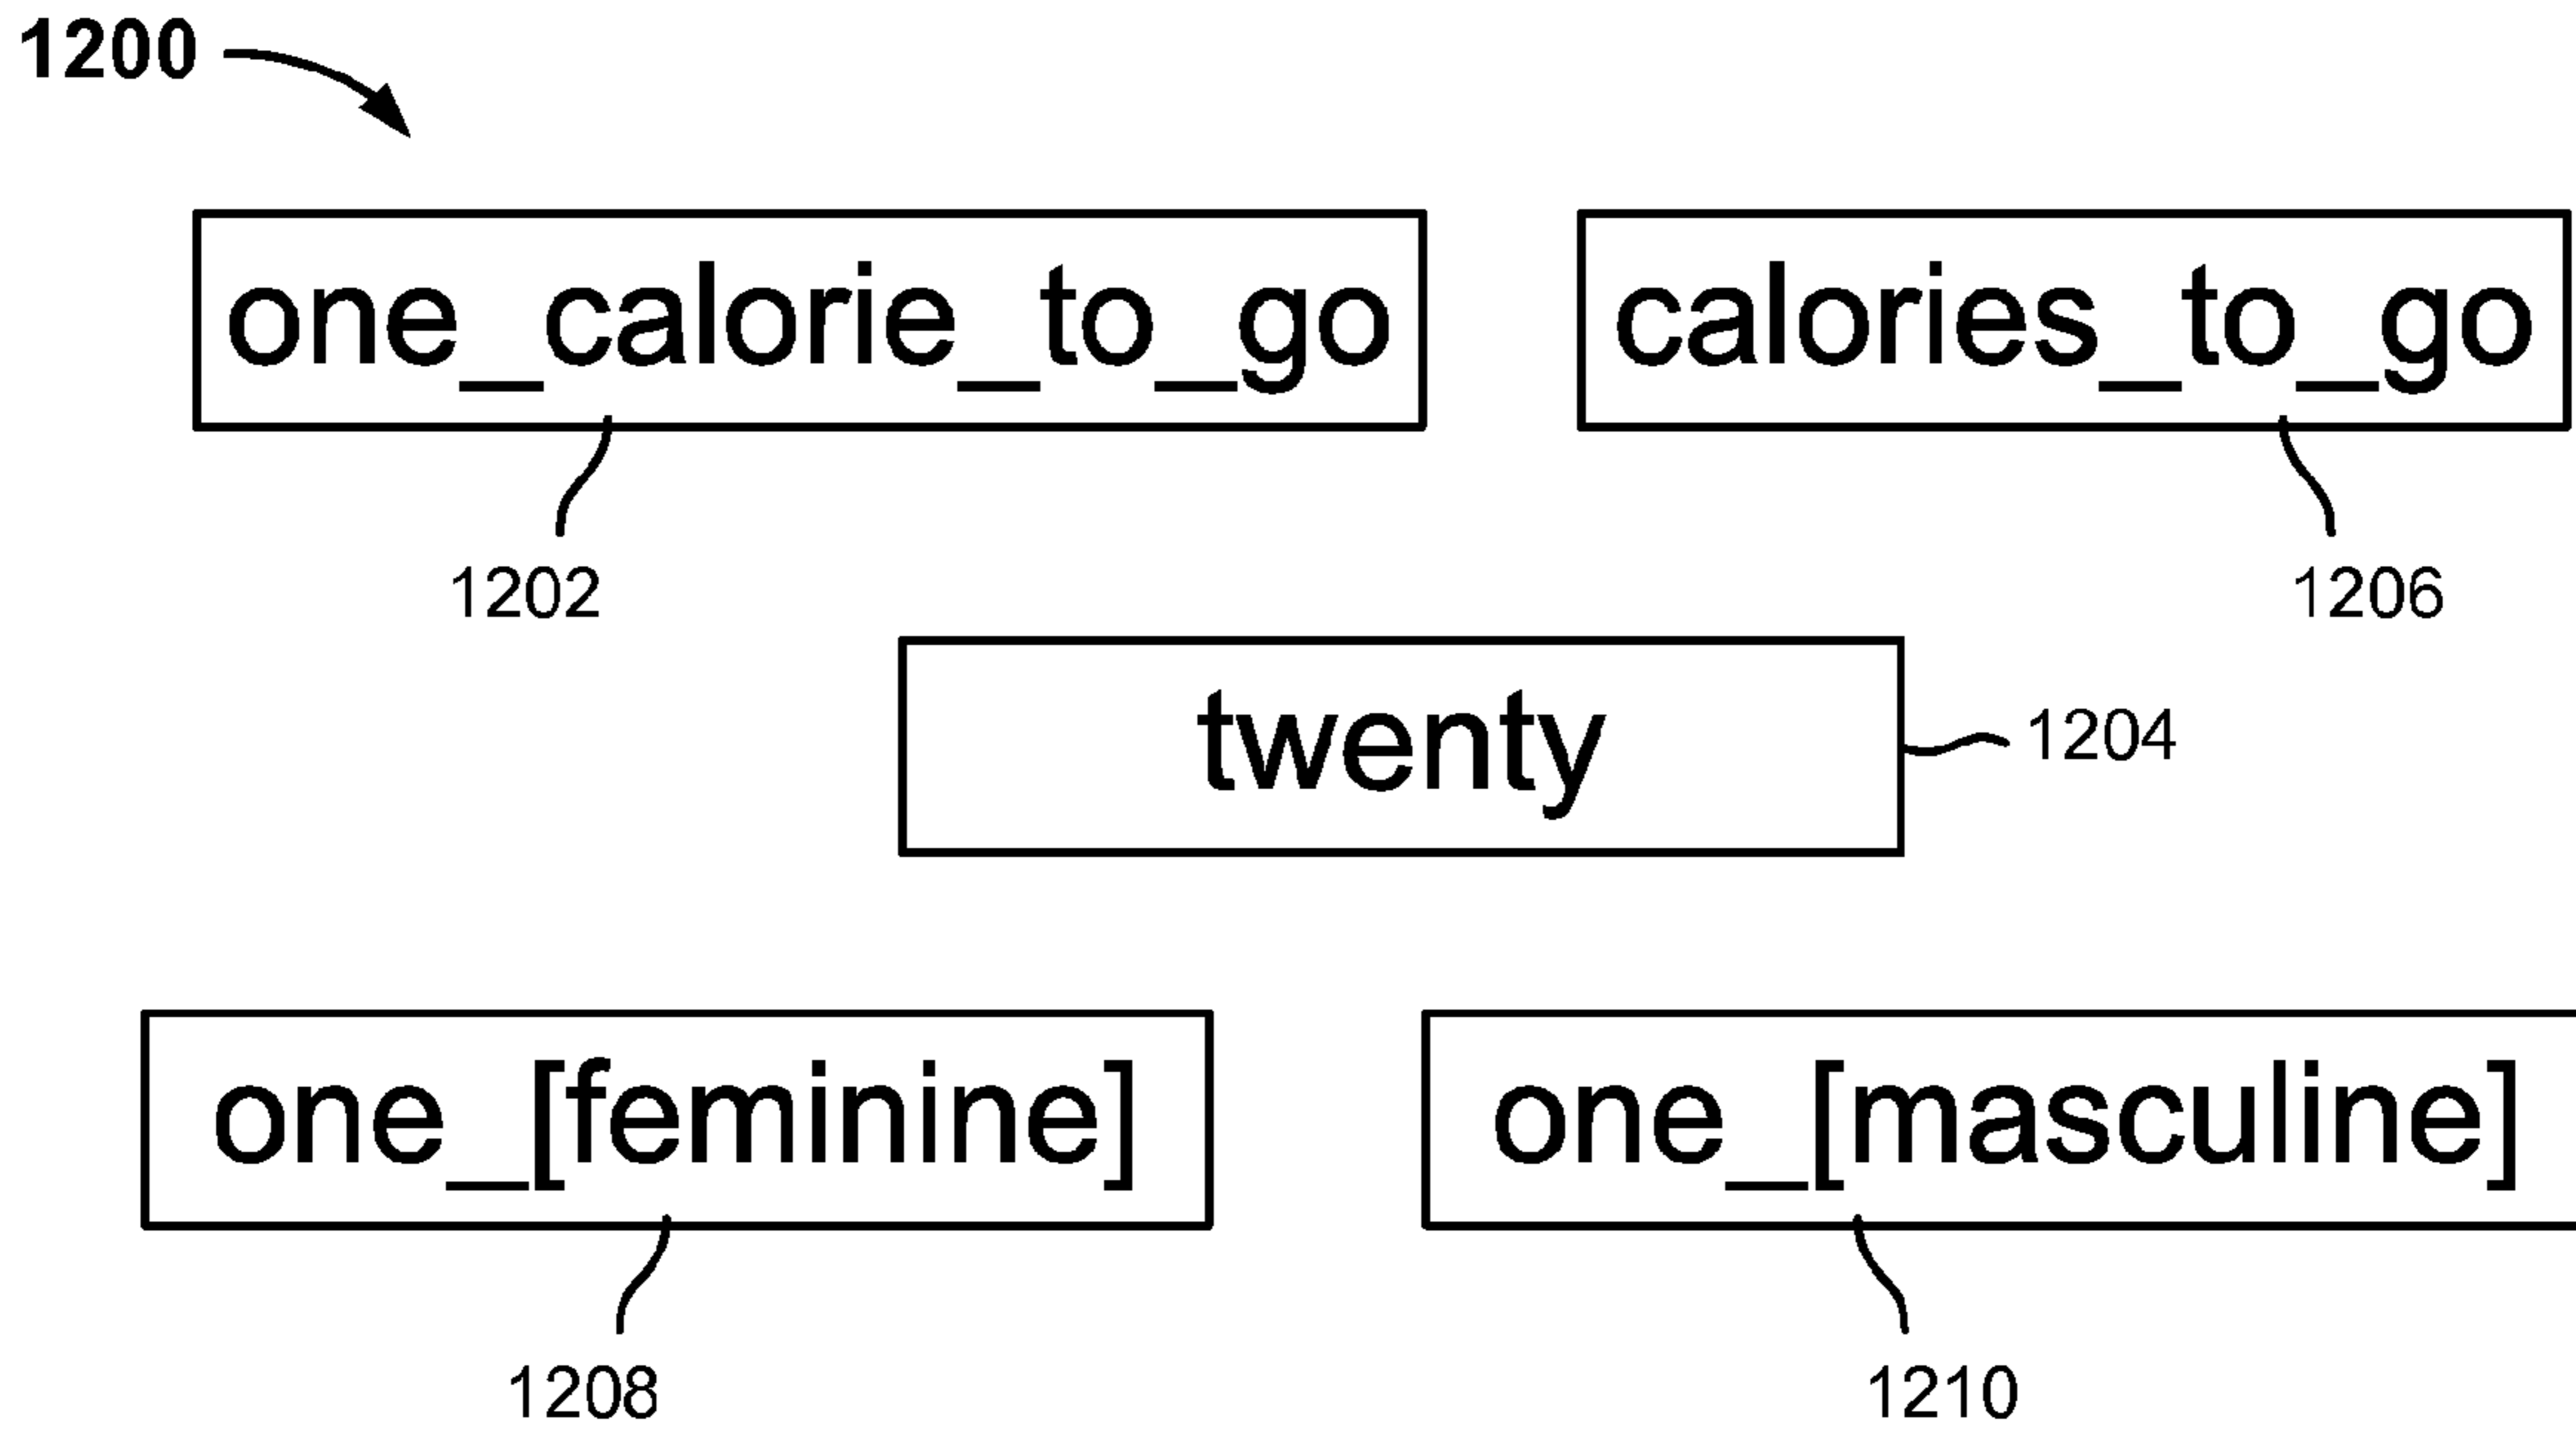 1200
one_calorie_to_go
calories_to_go
1202
1206
twenty
1204
one_[feminine]
one_[masculine]
1208
1210